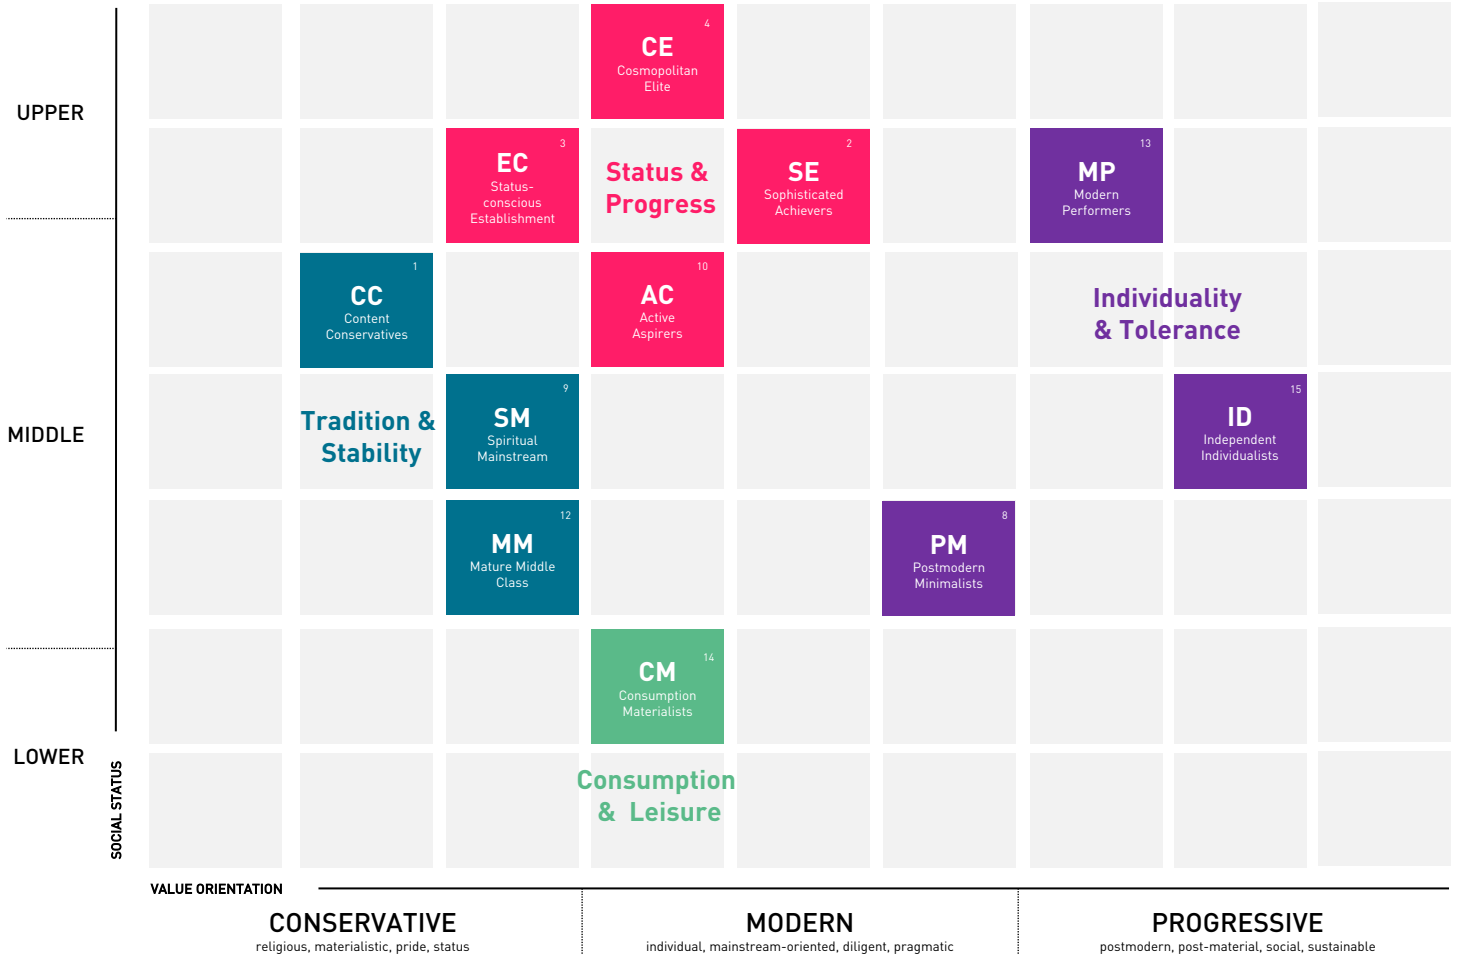 4
CE
Cosmopolitan
Elite
UPPER
3
EC
Status-
conscious
Establishment
Status &
Progress
2
SE
Sophisticated
Achievers
13
MP
Modern
Performers
1
CC
Content
Conservatives
10
AC
Active
Aspirers
Individuality
& Tolerance
MIDDLE
Tradition &
Stability
9
SM
Spiritual
Mainstream
15
ID
Independent
Individualists
12
MM
Mature Middle
Class
8
PM
Postmodern
Minimalists
14
CM
Consumption
Materialists
LOWER
SOCIAL STATUS
Consumption
& Leisure
VALUE ORIENTATION
CONSERVATIVE
religious, materialistic, pride, status
MODERN
individual, mainstream-oriented, diligent, pragmatic
PROGRESSIVE
postmodern, post-material, social, sustainable